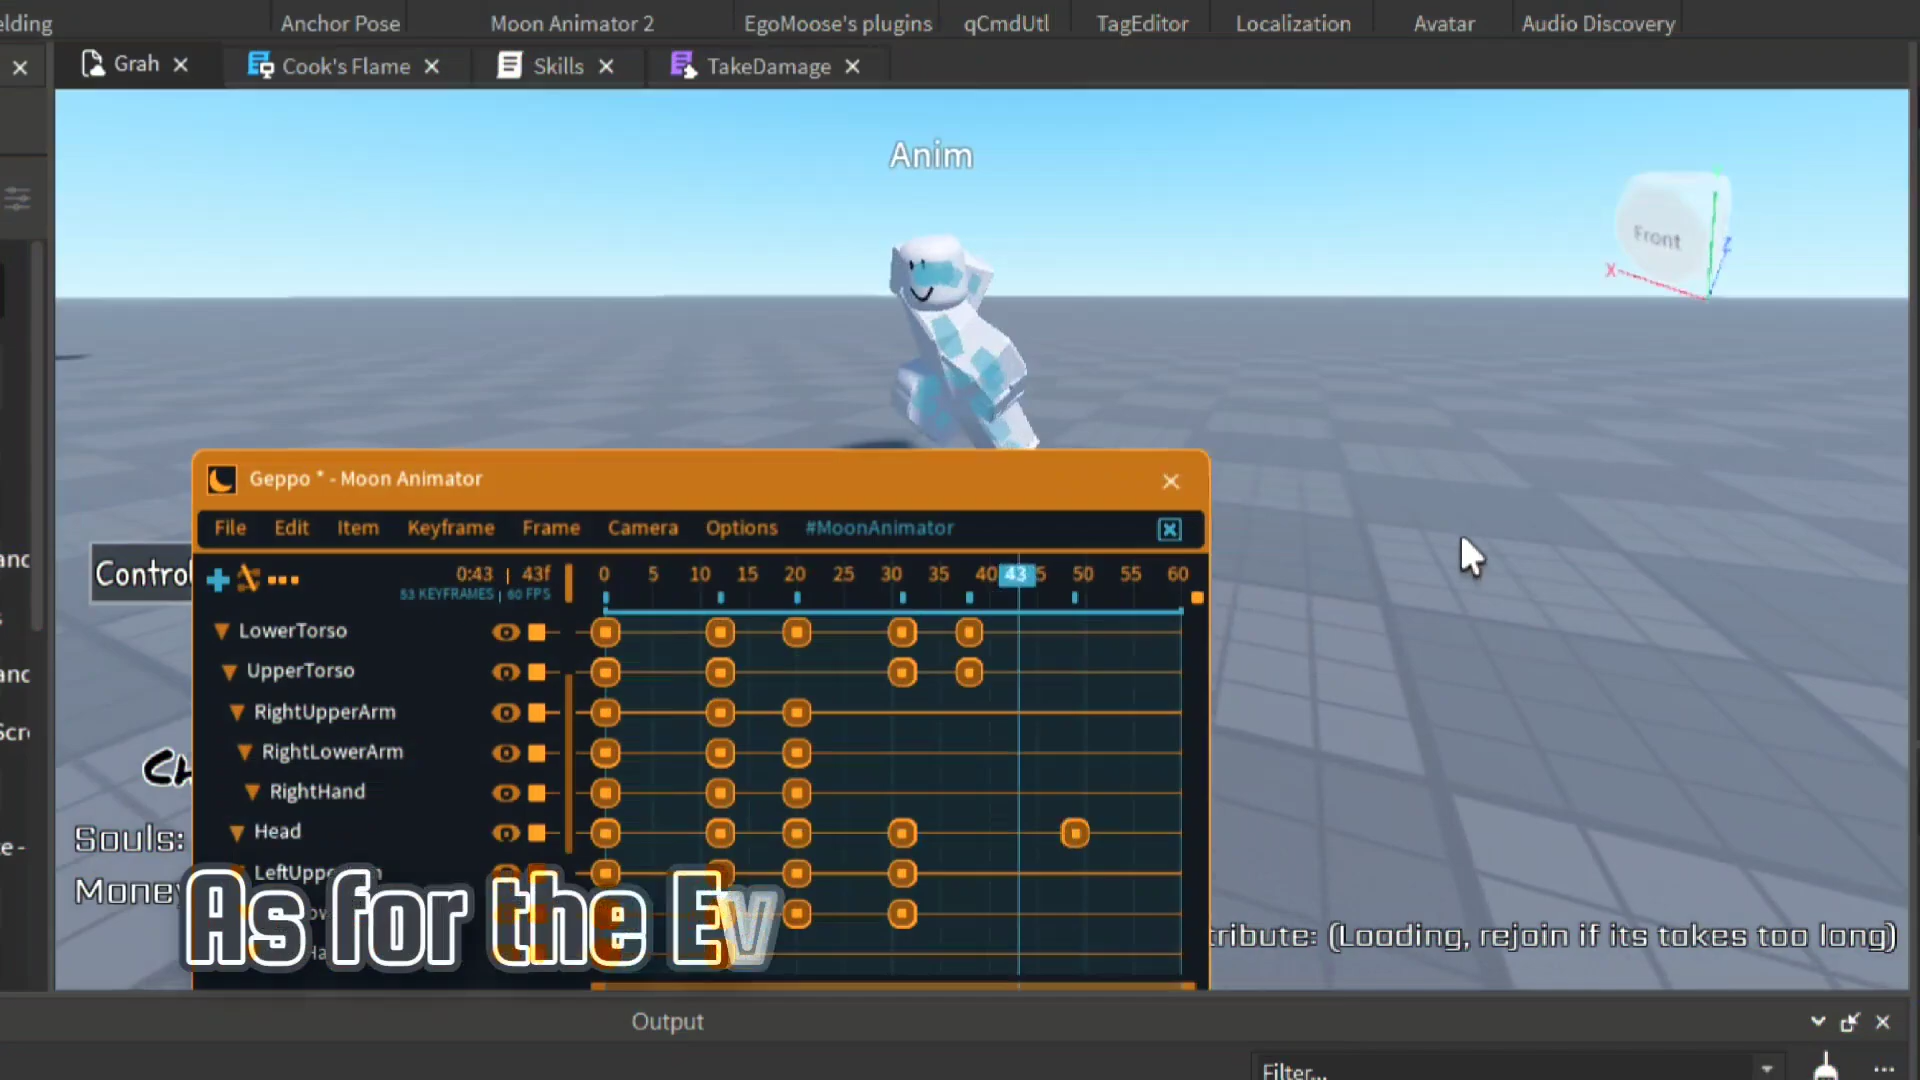 elding Anchor Pose Moon Animator 2 EgoMoose's plugins qCmdUtl TagEditor Localization Avatar Audio Discovery
Grah Cook's Flame Skills TakeDamage
Anim
Front
X Z
Geppo * - Moon Animator
File Edit Item Keyframe Frame Camera Options #MoonAnimator
0:43 | 43f 0 5 10 15 20 25 30 35 40 43 5 50 55 60
53 KEYFRAMES | 60 FPS
Contro
LowerTorso
UpperTorso
RightUpperArm
RightLowerArm
RightHand
Head
Souls:
Money
As for the Ev
tribute: (Loading, rejoin if its takes too long)
Output
Filter...